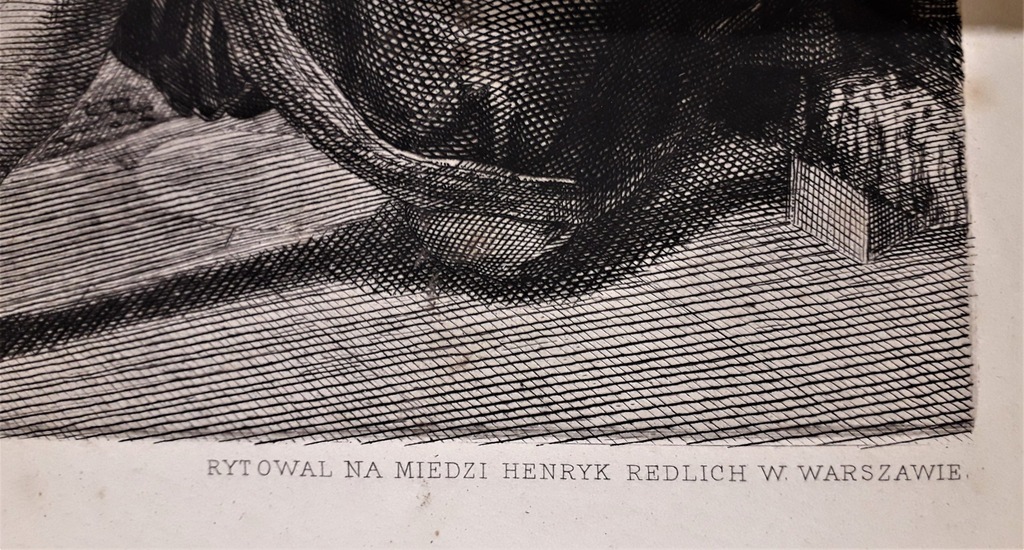 RYTOWAL NA MIEDZI HENRYK REDLICH W. WARSZAWIE.